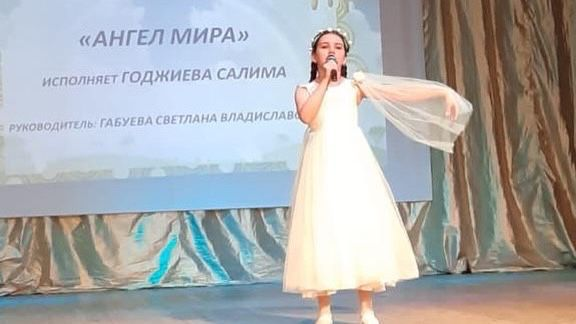 «АНГЕЛ МИРА»
ИСПОЛНЯЕТ ГОДЖИЕВА САЛИМА
РУКОВОДИТЕЛЬ: ГАБУЕВА СВЕТЛАНА